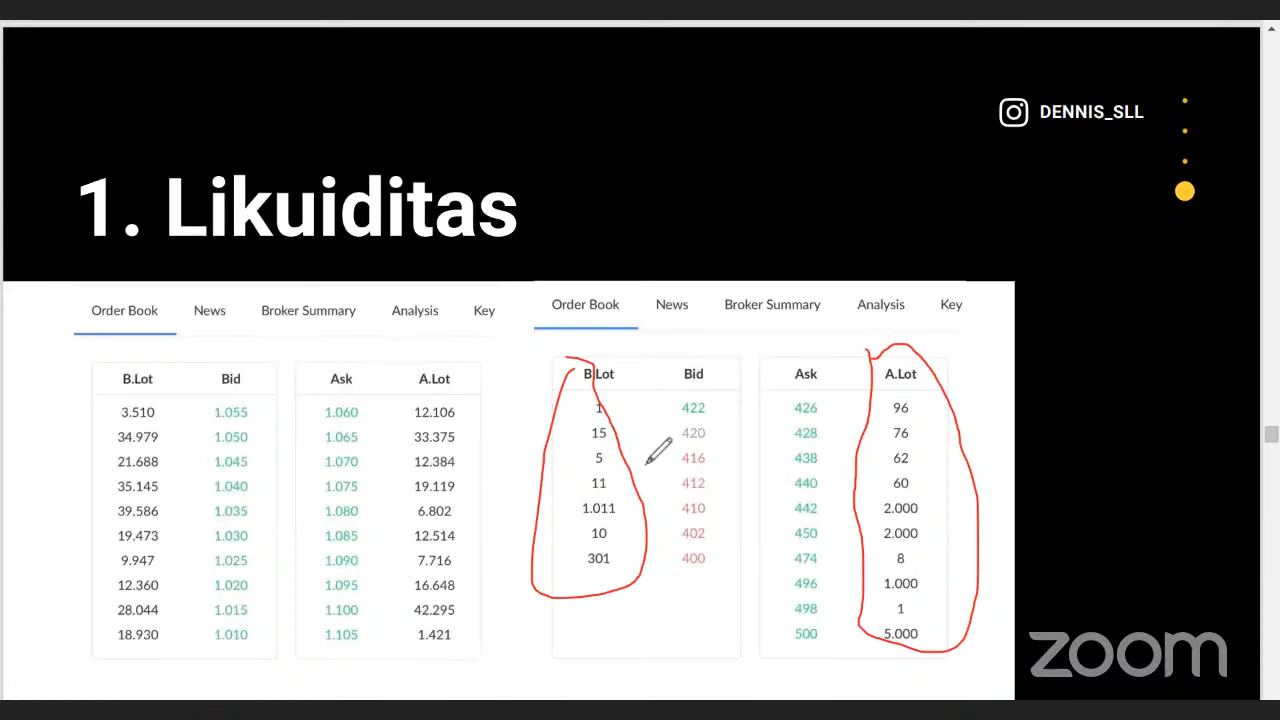 DENNIS_SLL
1. Likuiditas
Order Book News Broker Summary Analysis Key
B.Lot Bid Ask A.Lot
3.510 1.055 1.060 12.106
34.979 1.050 1.065 33.375
21.688 1.045 1.070 12.384
35.145 1.040 1.075 19.119
39.586 1.035 1.080 6.802
19.473 1.030 1.085 12.514
9.947 1.025 1.090 7.716
12.360 1.020 1.095 16.648
28.044 1.015 1.100 42.295
18.930 1.010 1.105 1.421
Order Book News Broker Summary Analysis Key
B.Lot Bid Ask A.Lot
1 422 426 96
15 420 428 76
5 416 438 62
11 412 440 60
1.011 410 442 2.000
10 402 450 2.000
301 400 474 8
496 1.000
498 1
500 5.000
zoom